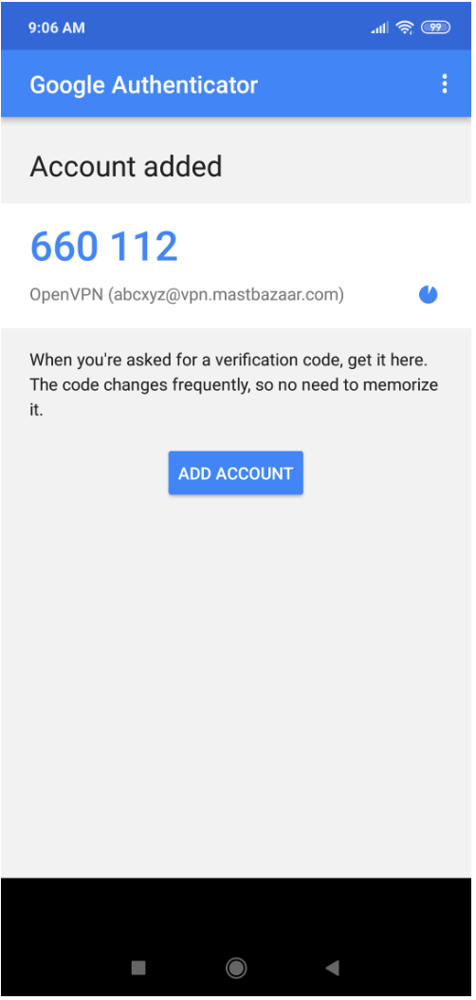 9:06 AM
99
Google Authenticator
Account added
660 112
OpenVPN (abcxyz@vpn.mastbazaar.com)
When you're asked for a verification code, get it here.
The code changes frequently, so no need to memorize
it.
ADD ACCOUNT